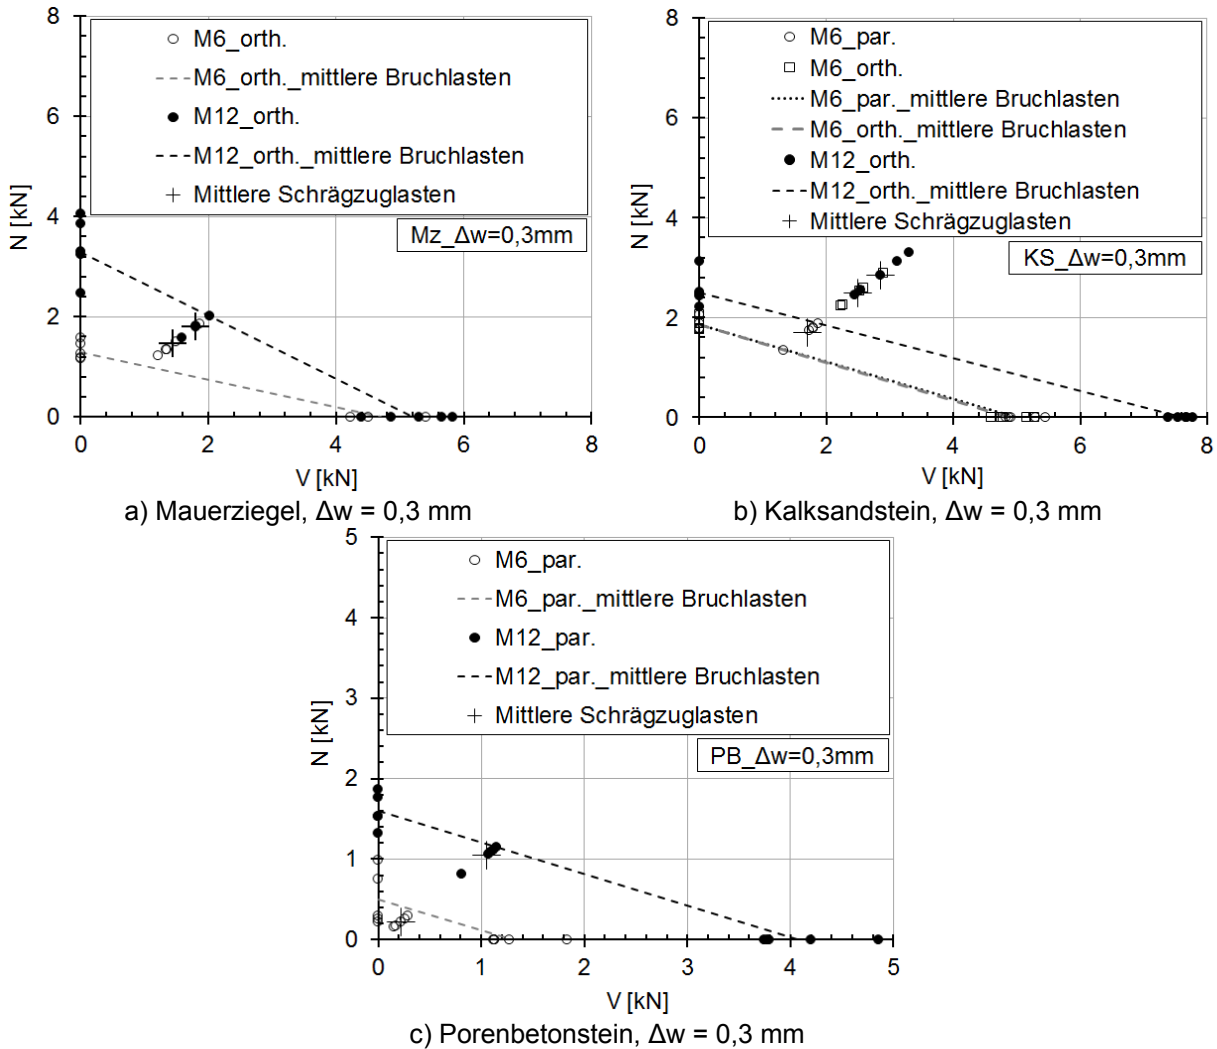 8
6
4
2
0
N [kN]
M6_orth.
M6_orth._mittlere Bruchlasten
M12_orth.
M12_orth._mittlere Bruchlasten
Mittlere Schrägzuglasten
Mz_Δw=0,3mm
0 2 4 6 8
V [kN]
a) Mauerziegel, Δw = 0,3 mm
8
6
4
2
0
N [kN]
M6_par.
M6_orth.
M6_par._mittlere Bruchlasten
M6_orth._mittlere Bruchlasten
M12_orth.
M12_orth._mittlere Bruchlasten
Mittlere Schrägzuglasten
KS_Δw=0,3mm
0 2 4 6 8
V [kN]
b) Kalksandstein, Δw = 0,3 mm
5
4
3
2
1
0
N [kN]
M6_par.
M6_par._mittlere Bruchlasten
M12_par.
M12_par._mittlere Bruchlasten
Mittlere Schrägzuglasten
PB_Δw=0,3mm
0 1 2 3 4 5
V [kN]
c) Porenbetonstein, Δw = 0,3 mm